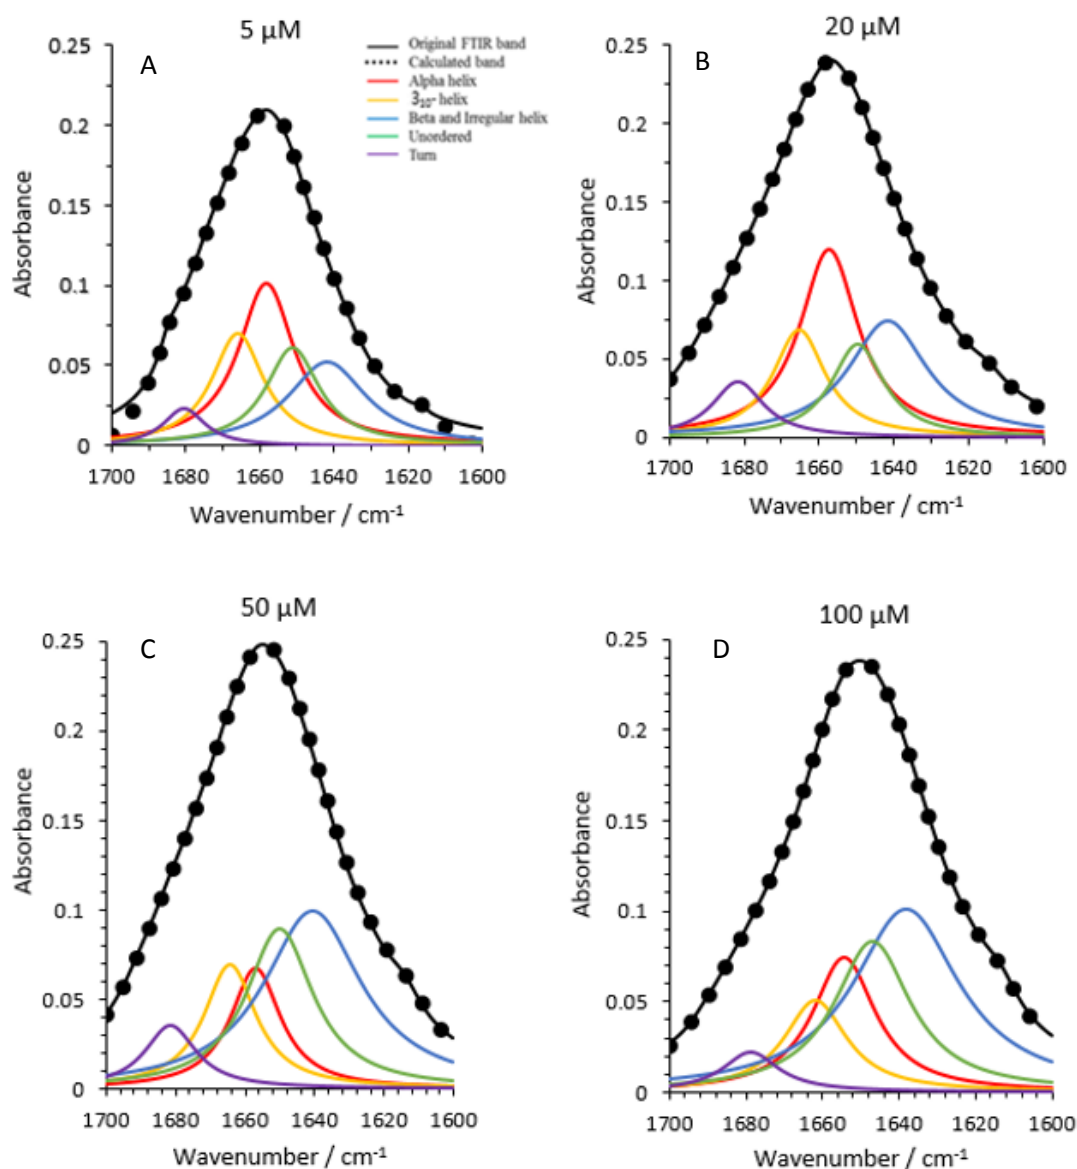 5 µM
A
Original FTIR band
Calculated band
Alpha helix
3₁₀- helix
Beta and Irregular helix
Unordered
Turn
0.25
0.2
0.15
0.1
0.05
0
Absorbance
1700 1680 1660 1640 1620 1600
Wavenumber / cm⁻¹
20 µM
B
0.25
0.2
0.15
0.1
0.05
0
Absorbance
1700 1680 1660 1640 1620 1600
Wavenumber / cm⁻¹
50 µM
C
0.25
0.2
0.15
0.1
0.05
0
Absorbance
1700 1680 1660 1640 1620 1600
Wavenumber / cm⁻¹
100 µM
D
0.25
0.2
0.15
0.1
0.05
0
Absorbance
1700 1680 1660 1640 1620 1600
Wavenumber / cm⁻¹